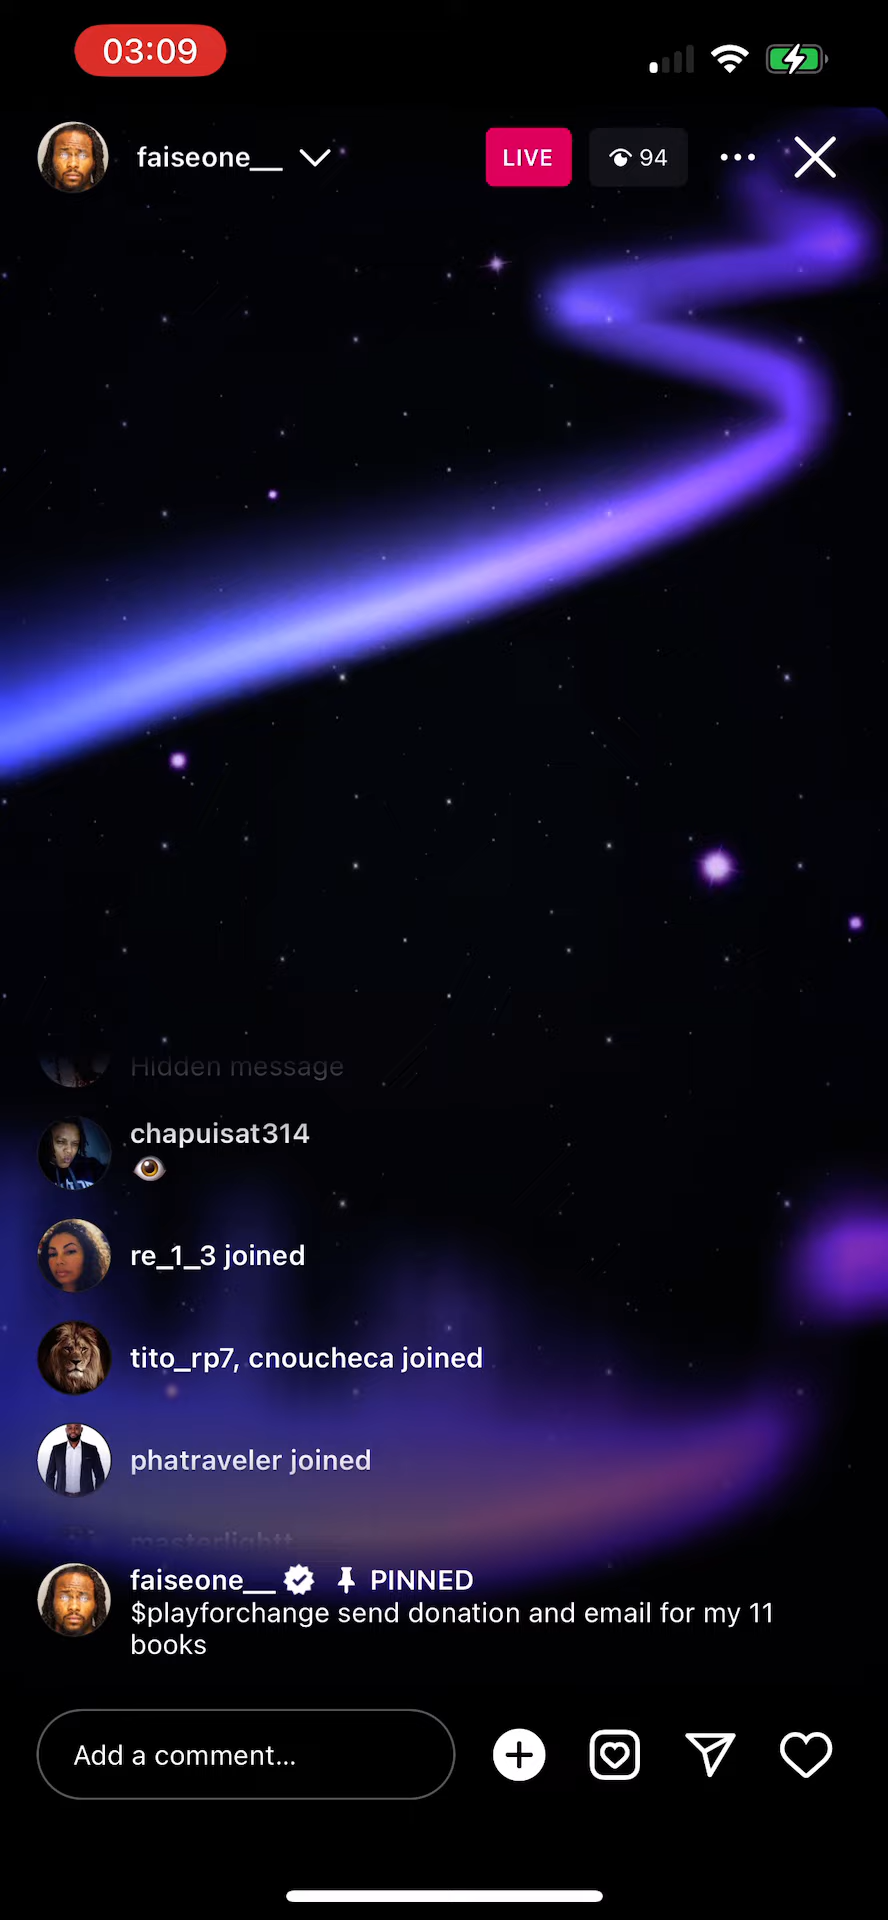 03:09
faiseone__
LIVE
94
Hidden message
chapuisat314
👁️
re_1_3 joined
tito_rp7, cnoucheca joined
phatraveler joined
masterlightt
faiseone__ PINNED
$playforchange send donation and email for my 11
books
Add a comment...